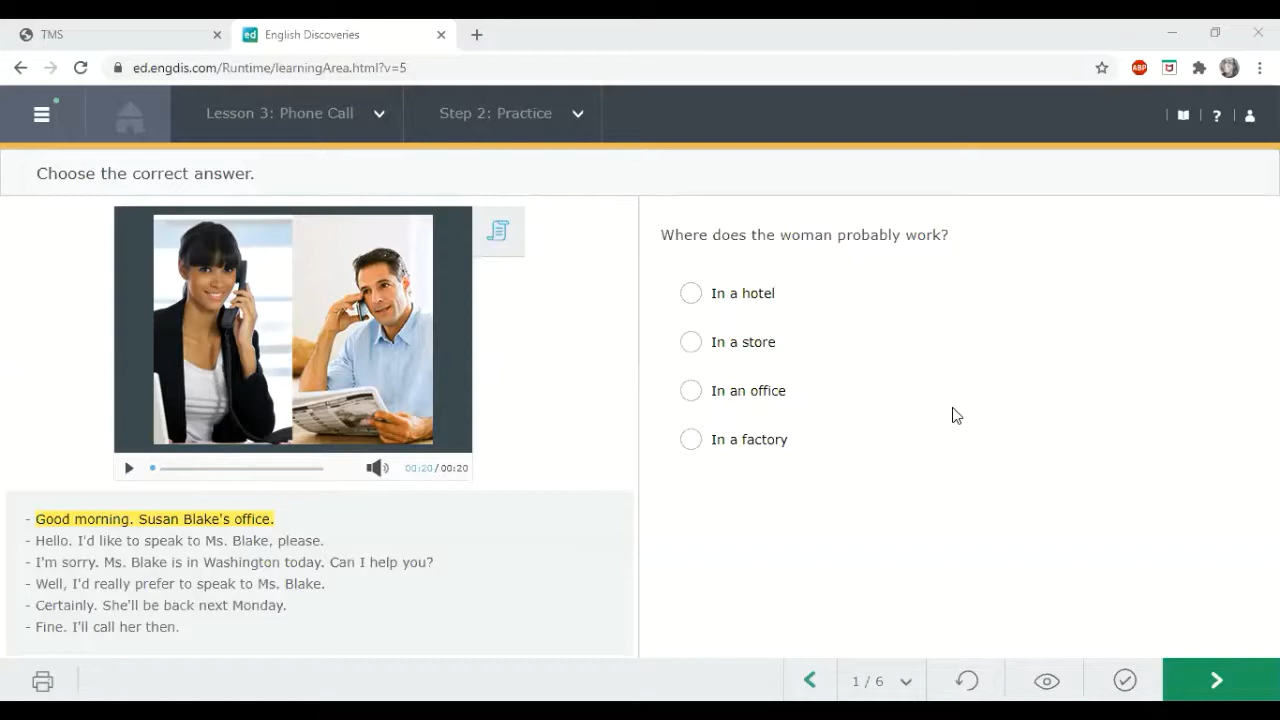 TMS
English Discoveries
ed.engdis.com/Runtime/learningArea.html?v=5
ABP
Lesson 3: Phone Call
Step 2: Practice
?
Choose the correct answer.
Where does the woman probably work?
In a hotel
In a store
In an office
In a factory
00:20/00:20
- Good morning. Susan Blake's office.
- Hello. I'd like to speak to Ms. Blake, please.
- I'm sorry. Ms. Blake is in Washington today. Can I help you?
- Well, I'd really prefer to speak to Ms. Blake.
- Certainly. She'll be back next Monday.
- Fine. I'll call her then.
1 / 6